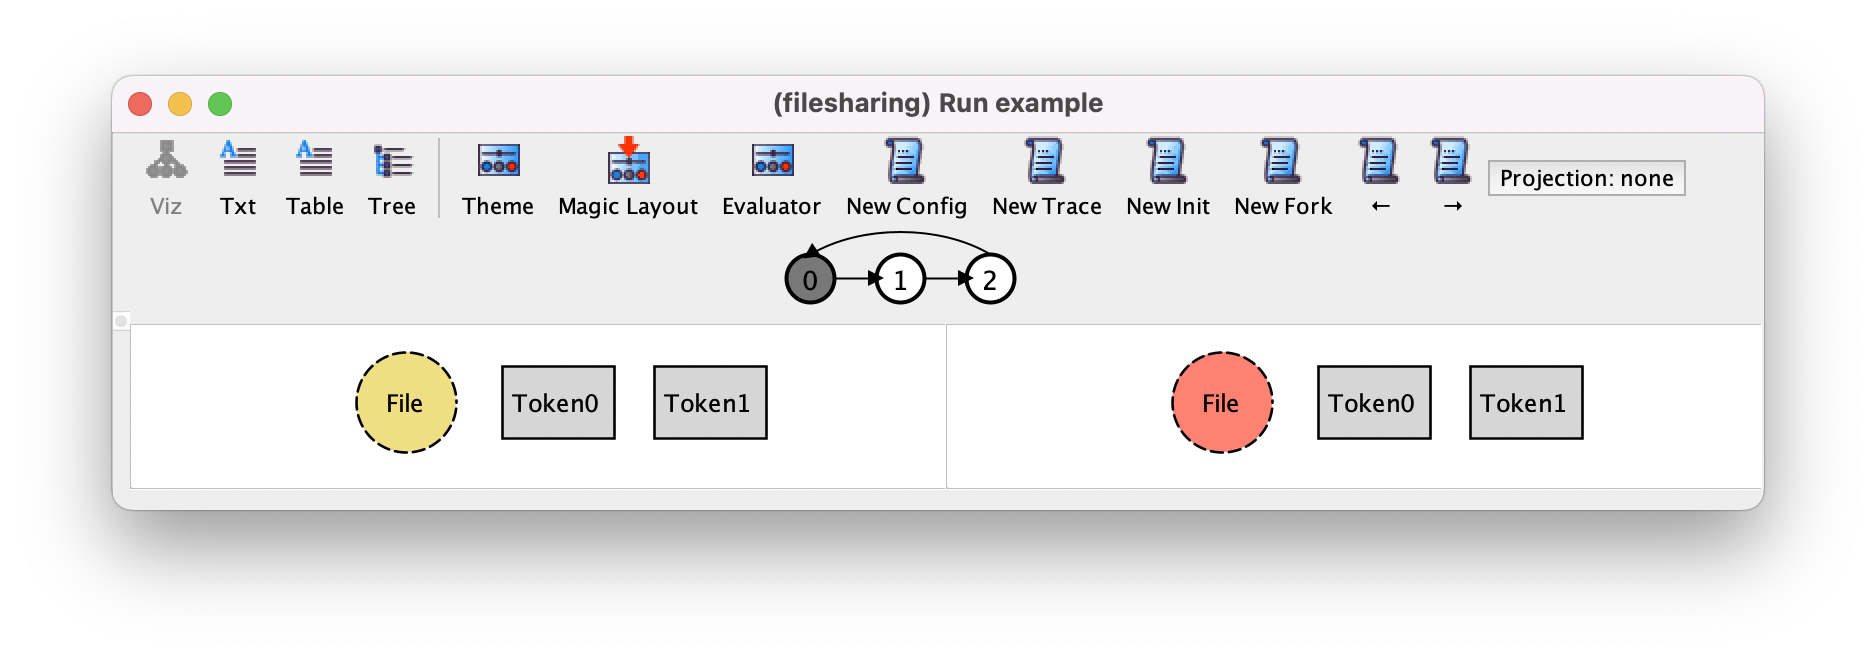 (filesharing) Run example
Viz Txt Table Tree Theme Magic Layout Evaluator New Config New Trace New Init New Fork ← → Projection: none
0 1 2
File Token0 Token1 File Token0 Token1